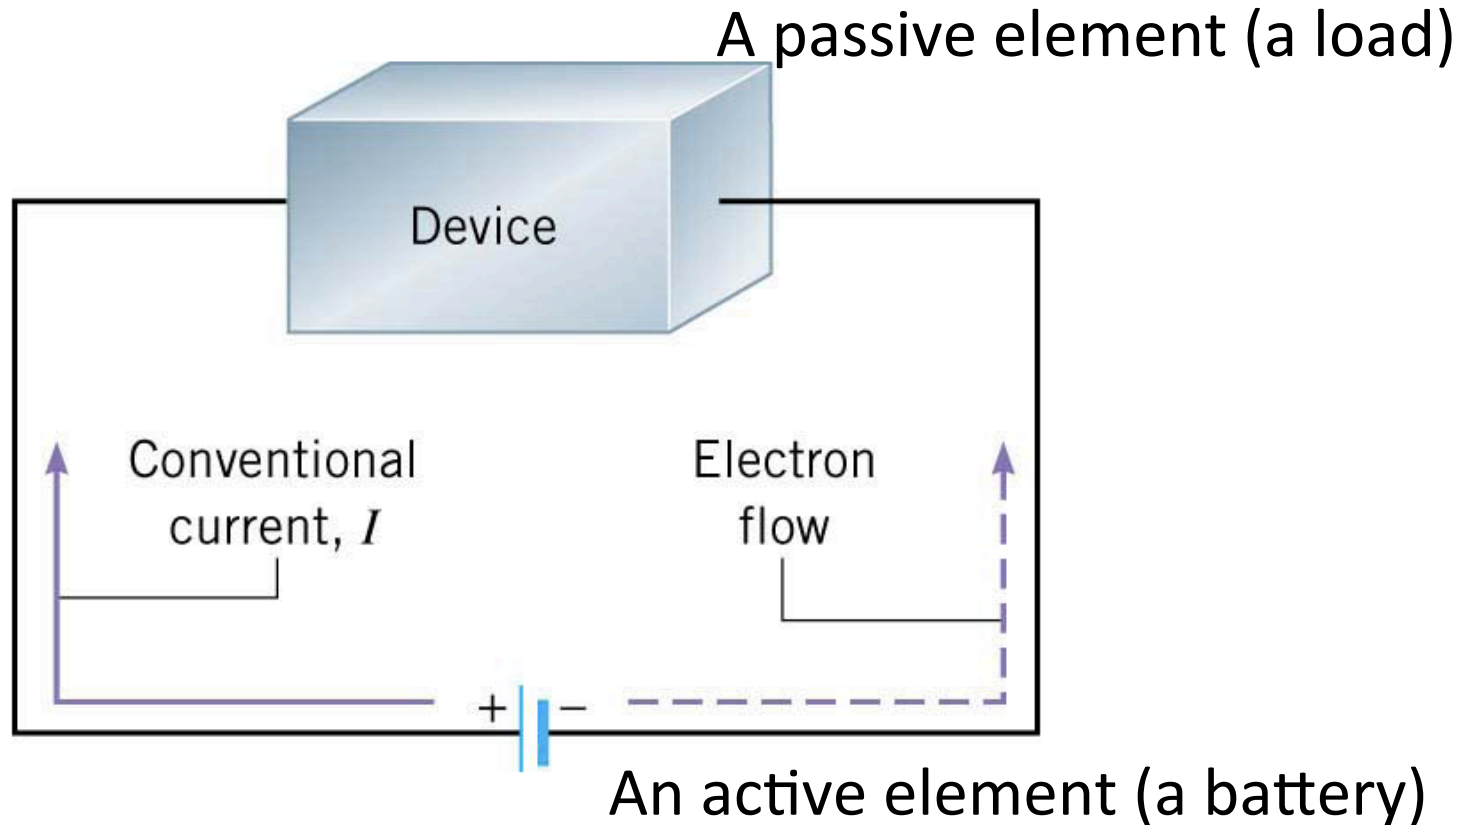 A passive element (a load)
Device
Conventional
current, I
Electron
flow
+ −
An active element (a battery)